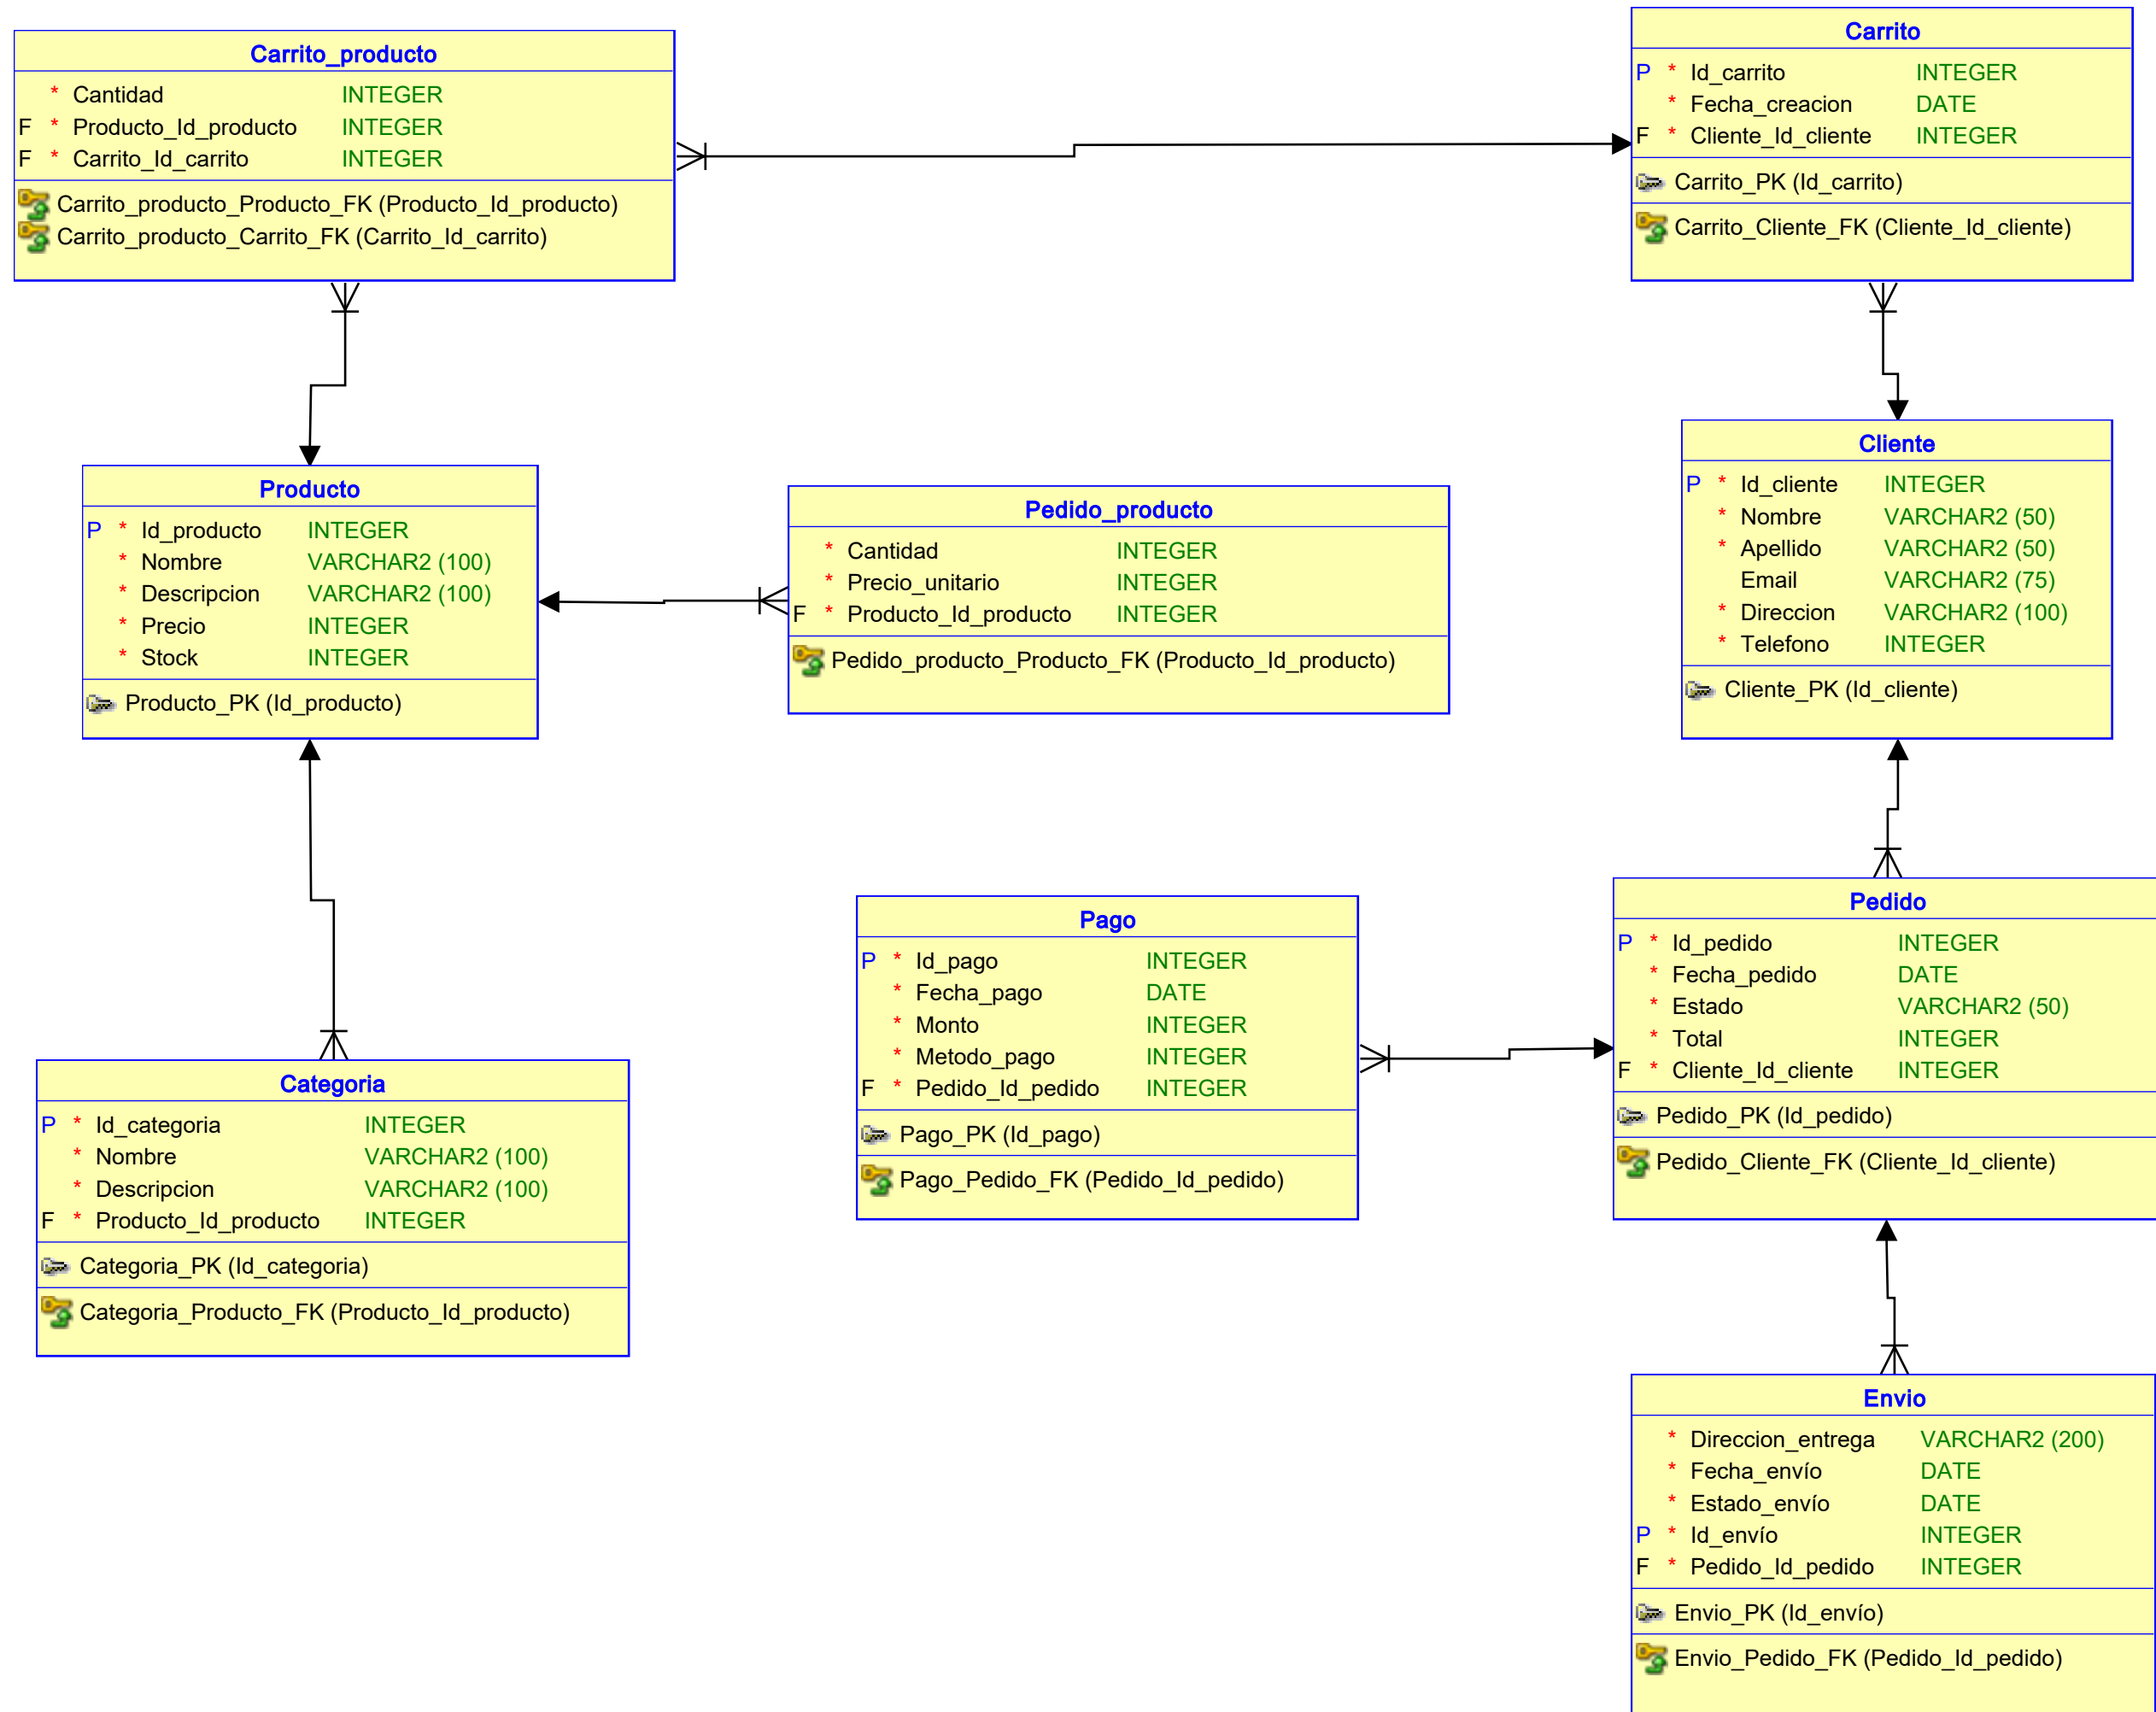 Carrito_producto
* Cantidad INTEGER
F * Producto_Id_producto INTEGER
F * Carrito_Id_carrito INTEGER
Carrito_producto_Producto_FK (Producto_Id_producto)
Carrito_producto_Carrito_FK (Carrito_Id_carrito)
Carrito
P * Id_carrito INTEGER
* Fecha_creacion DATE
F * Cliente_Id_cliente INTEGER
Carrito_PK (Id_carrito)
Carrito_Cliente_FK (Cliente_Id_cliente)
Producto
P * Id_producto INTEGER
* Nombre VARCHAR2 (100)
* Descripcion VARCHAR2 (100)
* Precio INTEGER
* Stock INTEGER
Producto_PK (Id_producto)
Pedido_producto
* Cantidad INTEGER
* Precio_unitario INTEGER
F * Producto_Id_producto INTEGER
Pedido_producto_Producto_FK (Producto_Id_producto)
Cliente
P * Id_cliente INTEGER
* Nombre VARCHAR2 (50)
* Apellido VARCHAR2 (50)
Email VARCHAR2 (75)
* Direccion VARCHAR2 (100)
* Telefono INTEGER
Cliente_PK (Id_cliente)
Categoria
P * Id_categoria INTEGER
* Nombre VARCHAR2 (100)
* Descripcion VARCHAR2 (100)
F * Producto_Id_producto INTEGER
Categoria_PK (Id_categoria)
Categoria_Producto_FK (Producto_Id_producto)
Pago
P * Id_pago INTEGER
* Fecha_pago DATE
* Monto INTEGER
* Metodo_pago INTEGER
F * Pedido_Id_pedido INTEGER
Pago_PK (Id_pago)
Pago_Pedido_FK (Pedido_Id_pedido)
Pedido
P * Id_pedido INTEGER
* Fecha_pedido DATE
* Estado VARCHAR2 (50)
* Total INTEGER
F * Cliente_Id_cliente INTEGER
Pedido_PK (Id_pedido)
Pedido_Cliente_FK (Cliente_Id_cliente)
Envio
* Direccion_entrega VARCHAR2 (200)
* Fecha_envío DATE
* Estado_envío DATE
P * Id_envío INTEGER
F * Pedido_Id_pedido INTEGER
Envio_PK (Id_envío)
Envio_Pedido_FK (Pedido_Id_pedido)